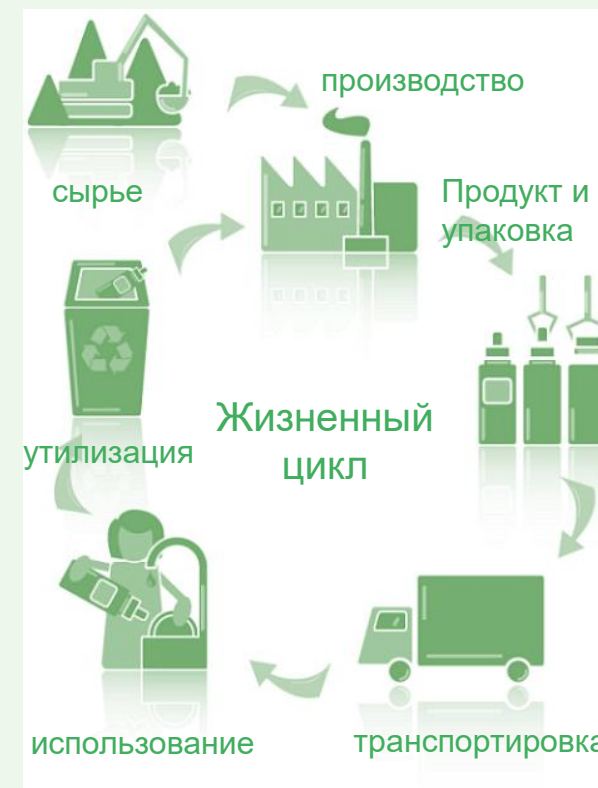 производство
сырье
Продукт и
упаковка
Жизненный
цикл
утилизация
использование
транспортировка